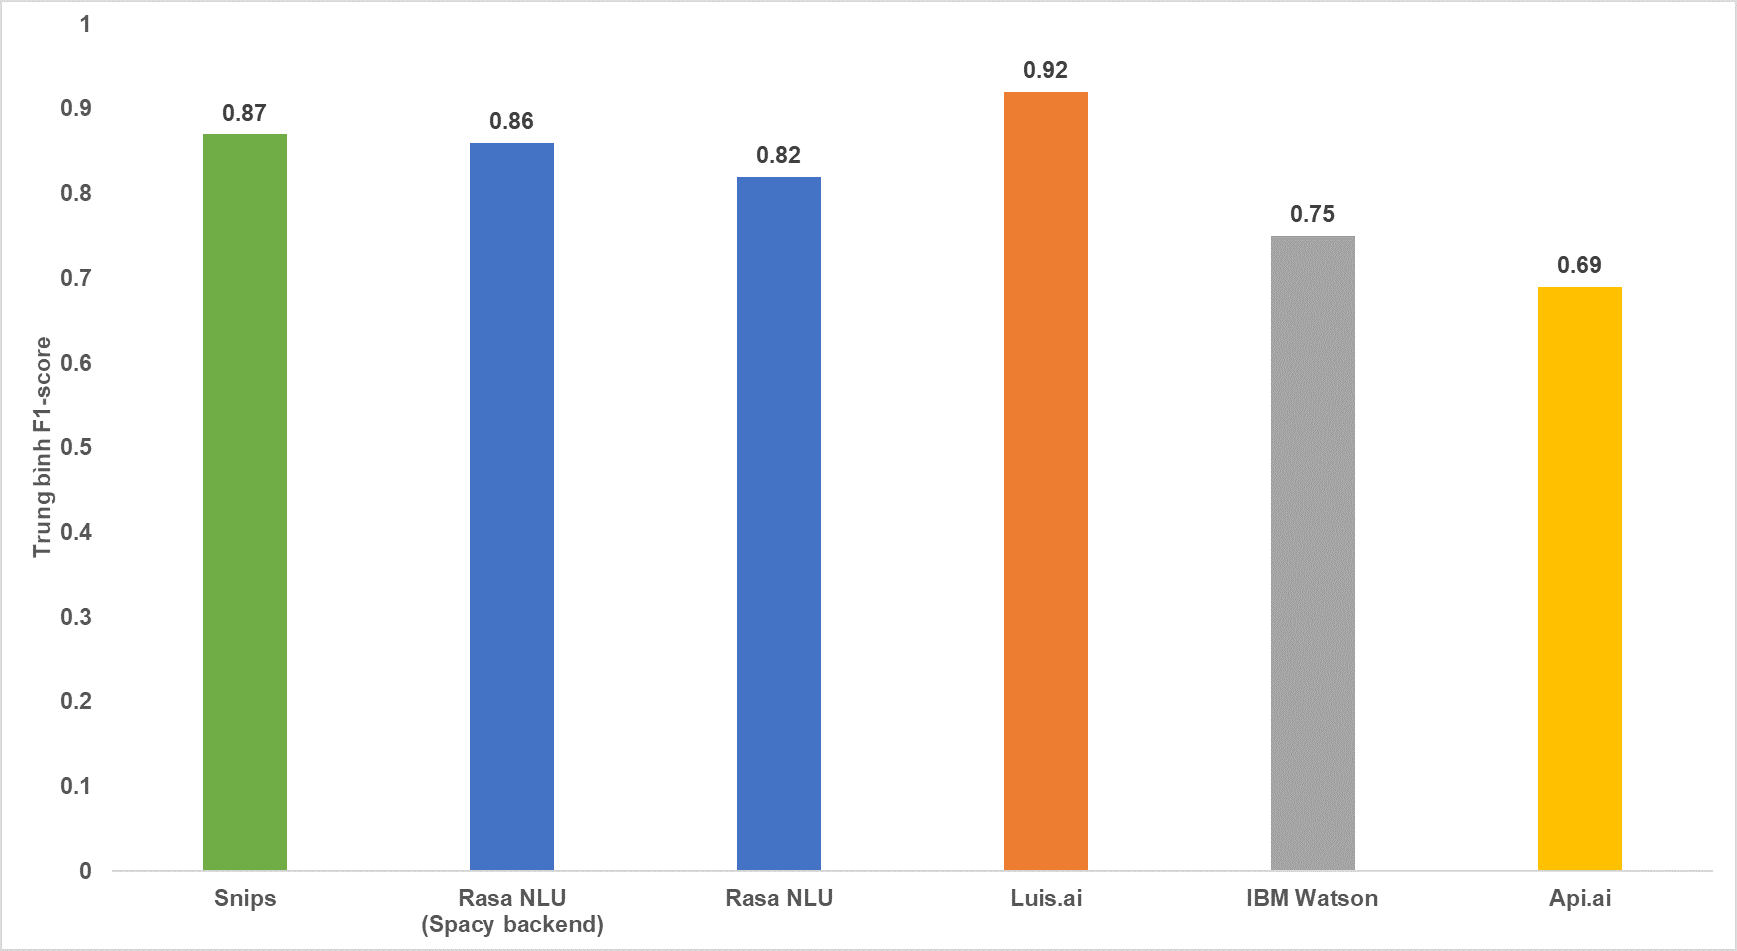 1
0.9
0.8
0.7
0.6
0.5
0.4
0.3
0.2
0.1
0
Trung bình F1-score
0.87
0.86
0.82
0.92
0.75
0.69
Snips
Rasa NLU
(Spacy backend)
Rasa NLU
Luis.ai
IBM Watson
Api.ai